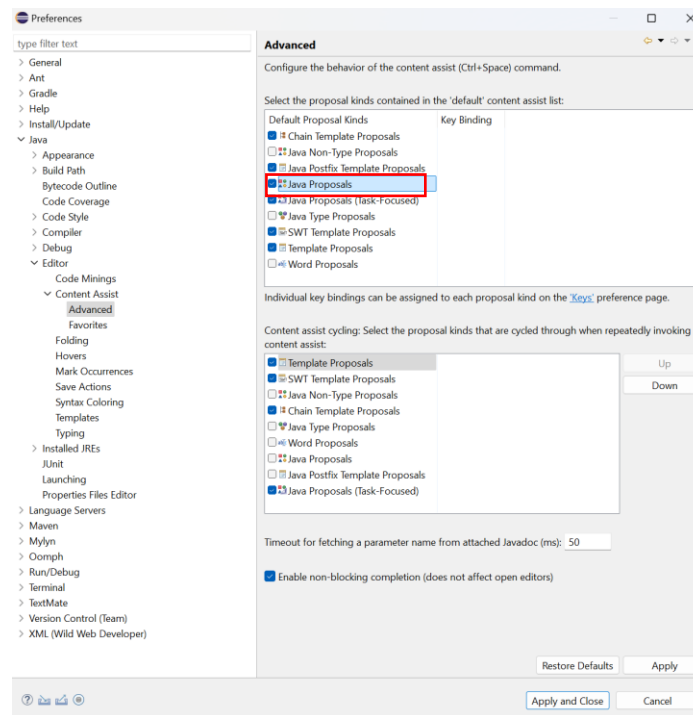 Preferences
type filter text
General
Ant
Gradle
Help
Install/Update
Java
Appearance
Build Path
Bytecode Outline
Code Coverage
Code Style
Compiler
Debug
Editor
Code Minings
Content Assist
Advanced
Favorites
Folding
Hovers
Mark Occurrences
Save Actions
Syntax Coloring
Templates
Typing
Installed JREs
JUnit
Launching
Properties Files Editor
Language Servers
Maven
Mylyn
Oomph
Run/Debug
Terminal
TextMate
Version Control (Team)
XML (Wild Web Developer)
Advanced
Configure the behavior of the content assist (Ctrl+Space) command.
Select the proposal kinds contained in the 'default' content assist list:
Default Proposal Kinds Key Binding
Chain Template Proposals
Java Non-Type Proposals
Java Postfix Template Proposals
Java Proposals
Java Proposals (Task-Focused)
Java Type Proposals
SWT Template Proposals
Template Proposals
Word Proposals
Individual key bindings can be assigned to each proposal kind on the 'Keys' preference page.
Content assist cycling: Select the proposal kinds that are cycled through when repeatedly invoking
content assist:
Template Proposals
SWT Template Proposals
Java Non-Type Proposals
Chain Template Proposals
Java Type Proposals
Word Proposals
Java Proposals
Java Postfix Template Proposals
Java Proposals (Task-Focused)
Up
Down
Timeout for fetching a parameter name from attached Javadoc (ms): 50
Enable non-blocking completion (does not affect open editors)
Restore Defaults Apply
Apply and Close Cancel